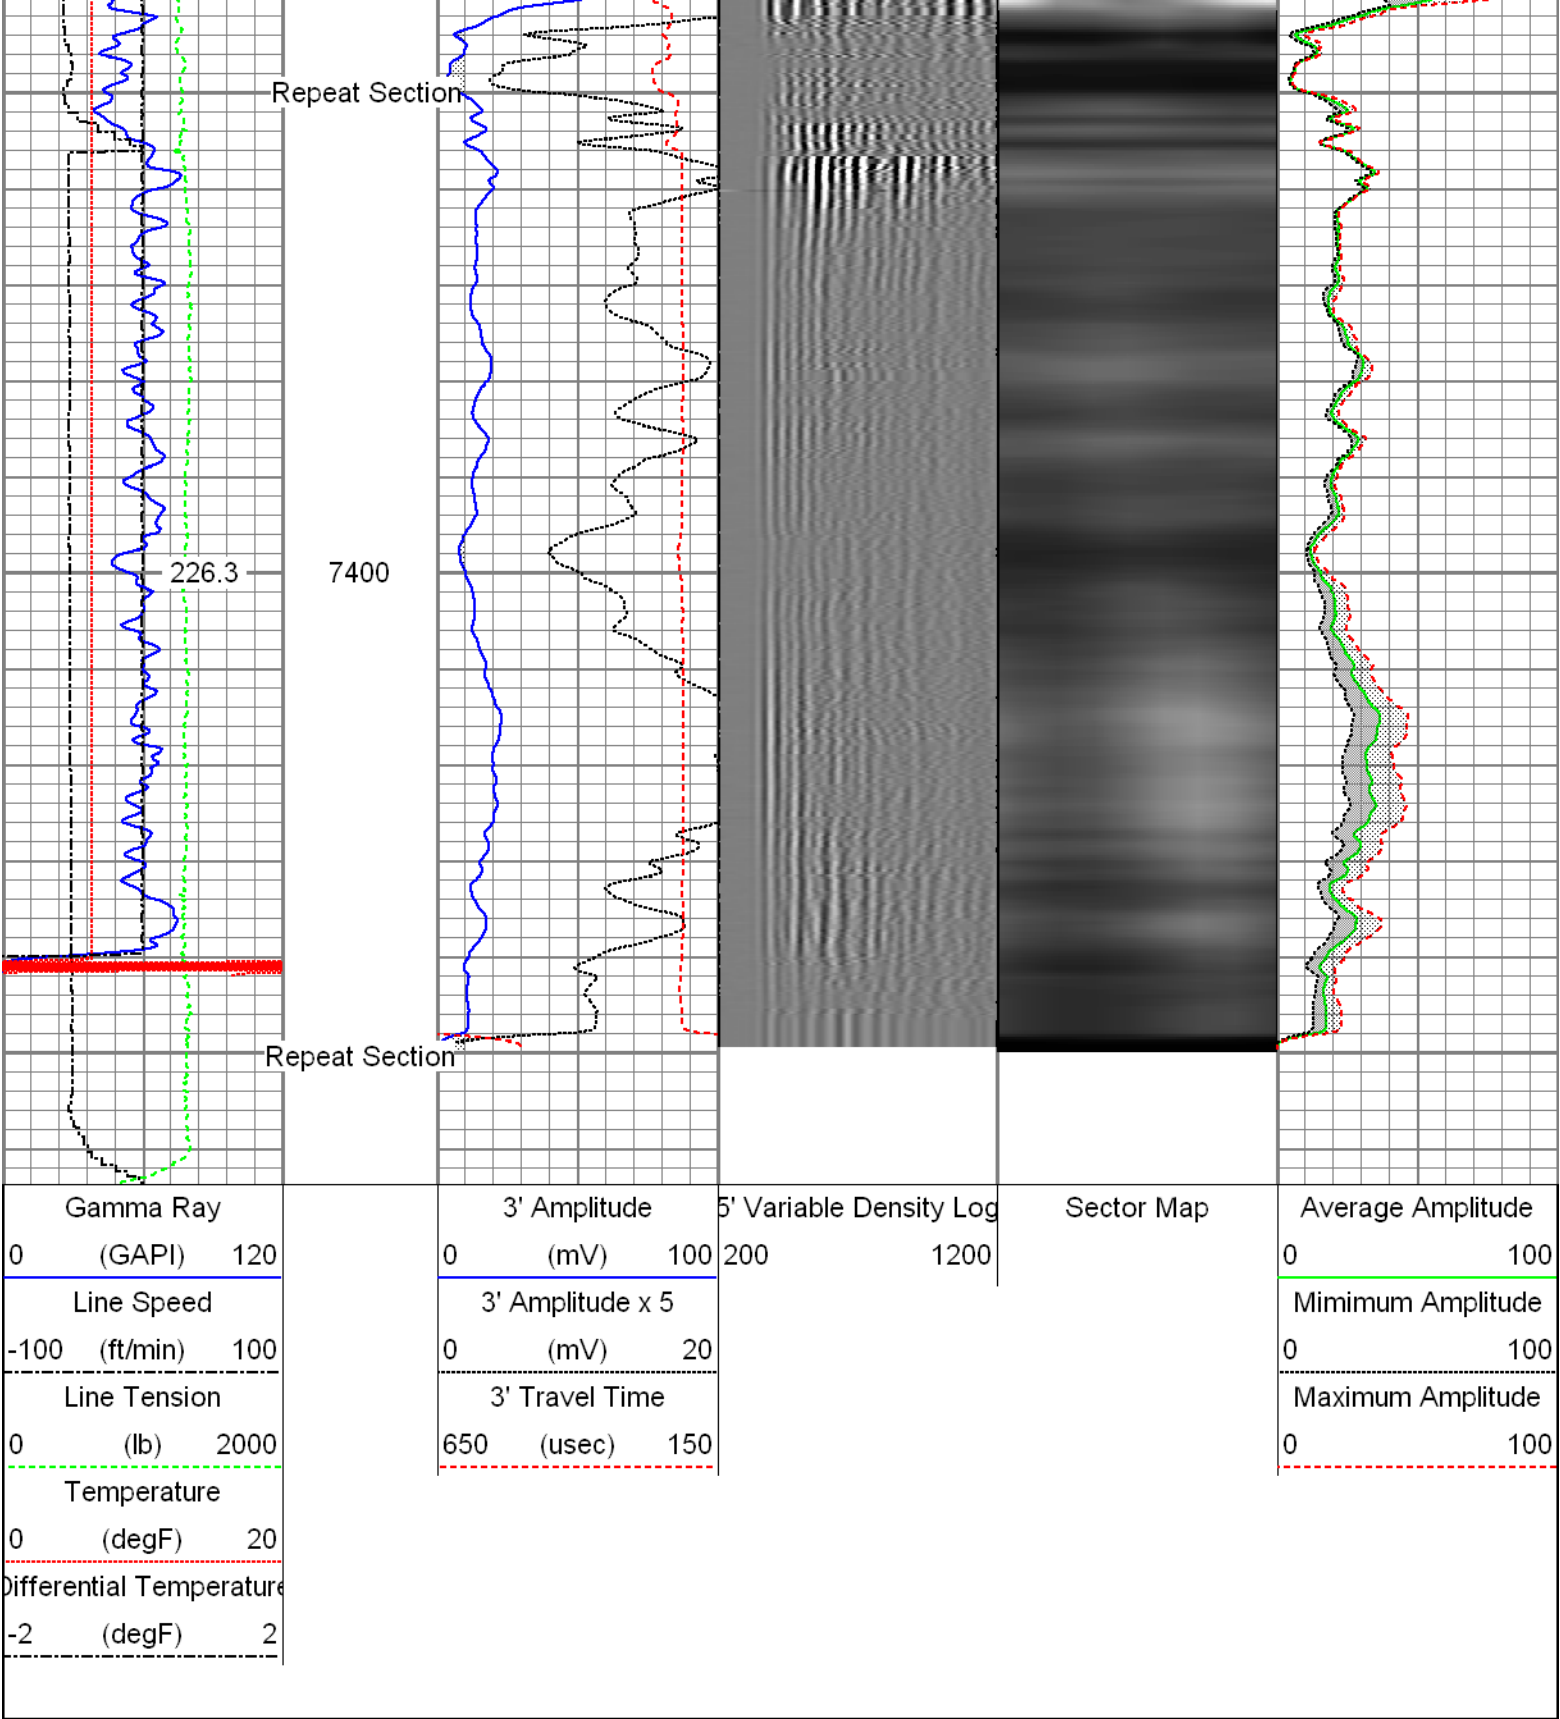 Repeat Section
226.3 7400
Repeat Section
Gamma Ray
0 (GAPI) 120
Line Speed
-100 (ft/min) 100
Line Tension
0 (lb) 2000
Temperature
0 (degF) 20
Differential Temperature
-2 (degF) 2
3' Amplitude
0 (mV) 100
3' Amplitude x 5
0 (mV) 20
3' Travel Time
650 (usec) 150
5' Variable Density Log
200 1200
Sector Map
Average Amplitude
0 100
Mimimum Amplitude
0 100
Maximum Amplitude
0 100